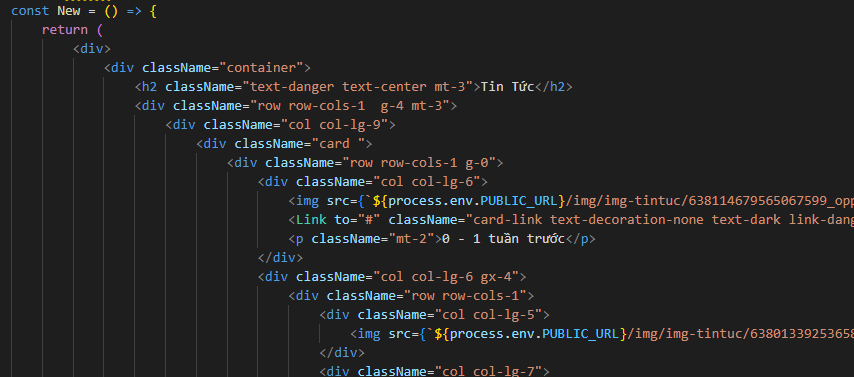 const New = () => {
return (
<div>
<div className="container">
<h2 className="text-danger text-center mt-3">Tin Tức</h2>
<div className="row row-cols-1  g-4 mt-3">
<div className="col col-lg-9">
<div className="card ">
<div className="row row-cols-1 g-0">
<div className="col col-lg-6">
<img src={`${process.env.PUBLIC_URL}/img/img-tintuc/638114679565067599_opp
<Link to="#" className="card-link text-decoration-none text-dark link-dang
<p className="mt-2">0 - 1 tuần trước</p>
</div>
<div className="col col-lg-6 gx-4">
<div className="row row-cols-1">
<div className="col col-lg-5">
<img src={`${process.env.PUBLIC_URL}/img/img-tintuc/63801339253658
</div>
<div className="col col-lg-7">